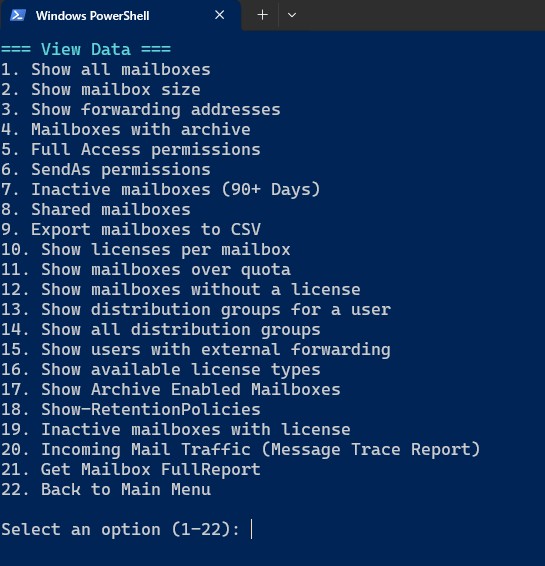 Windows PowerShell
=== View Data ===
1. Show all mailboxes
2. Show mailbox size
3. Show forwarding addresses
4. Mailboxes with archive
5. Full Access permissions
6. SendAs permissions
7. Inactive mailboxes (90+ Days)
8. Shared mailboxes
9. Export mailboxes to CSV
10. Show licenses per mailbox
11. Show mailboxes over quota
12. Show mailboxes without a license
13. Show distribution groups for a user
14. Show all distribution groups
15. Show users with external forwarding
16. Show available license types
17. Show Archive Enabled Mailboxes
18. Show-RetentionPolicies
19. Inactive mailboxes with license
20. Incoming Mail Traffic (Message Trace Report)
21. Get Mailbox FullReport
22. Back to Main Menu
Select an option (1-22):